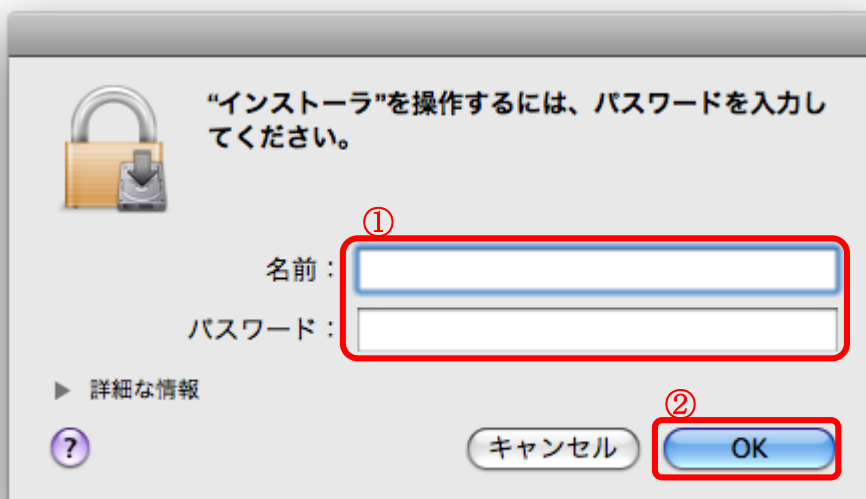 “インストーラ”を操作するには、パスワードを入力し
てください。
①
名前：
パスワード：
▶ 詳細な情報
②
?
キャンセル
OK